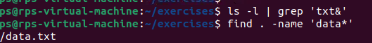 ps@rps-virtual-machine:~/exercises$ ls -l | grep 'txt&'
ps@rps-virtual-machine:~/exercises$ find . -name 'data*'
/data.txt